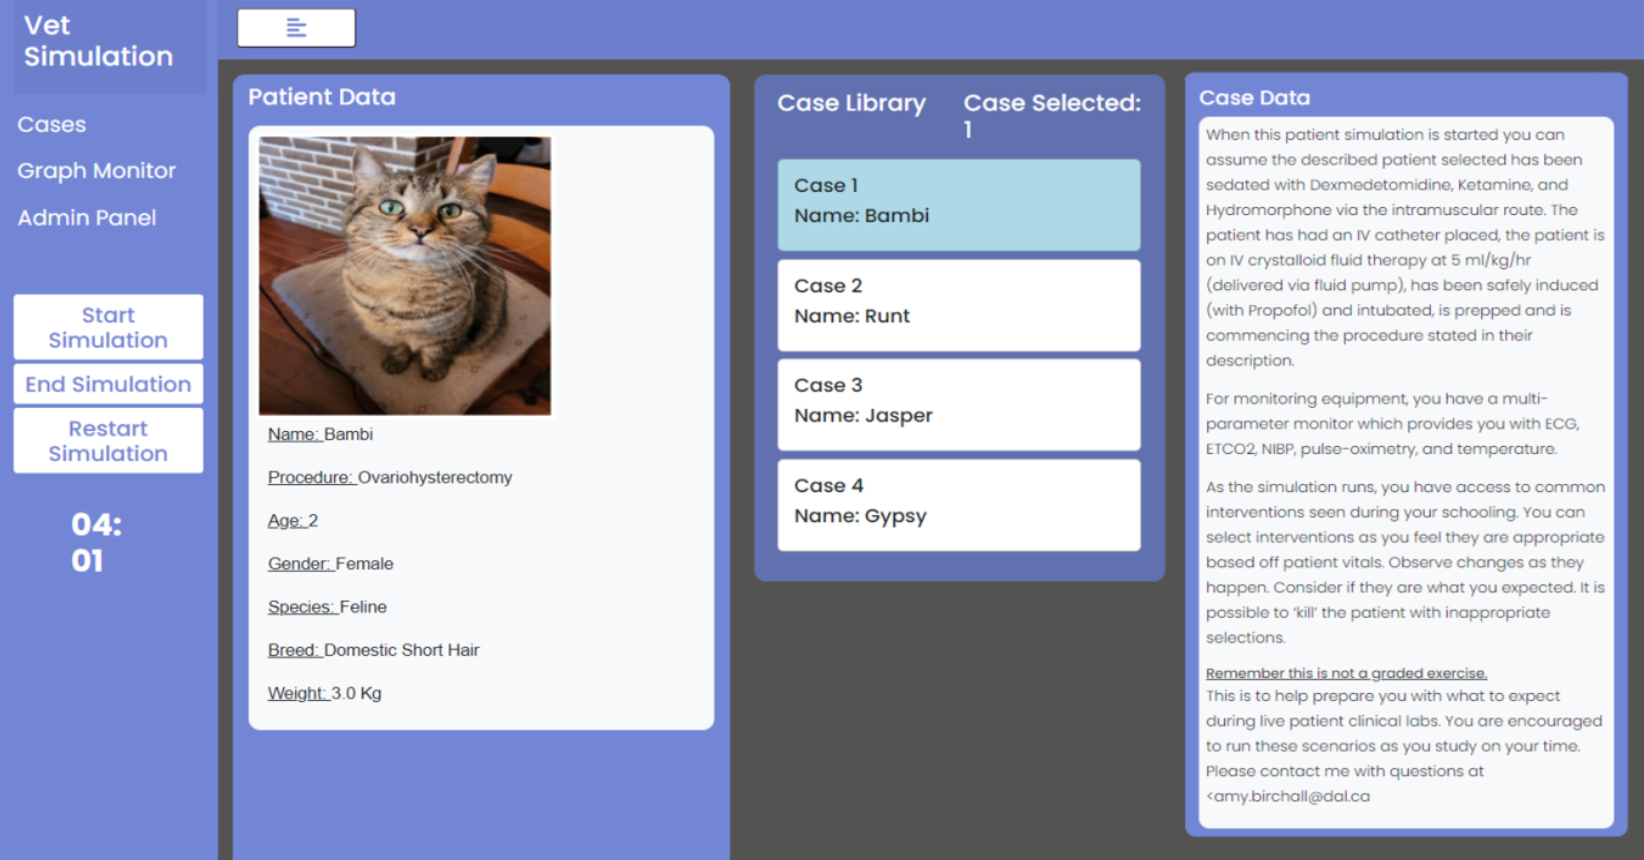 Vet
Simulation
Cases
Graph Monitor
Admin Panel
Start
Simulation
End Simulation
Restart
Simulation
04:
01
Patient Data
Name: Bambi
Procedure: Ovariohysterectomy
Age: 2
Gender: Female
Species: Feline
Breed: Domestic Short Hair
Weight: 3.0 Kg
Case Library
Case Selected:
1
Case 1
Name: Bambi
Case 2
Name: Runt
Case 3
Name: Jasper
Case 4
Name: Gypsy
Case Data
When this patient simulation is started you can
assume the described patient selected has been
sedated with Dexmedetomidine, Ketamine, and
Hydromorphone via the intramuscular route. The
patient has had an IV catheter placed, the patient is
on IV crystalloid fluid therapy at 5 ml/kg/hr
(delivered via fluid pump), has been safely induced
(with Propofol) and intubated, is prepped and is
commencing the procedure stated in their
description.
For monitoring equipment, you have a multi-
parameter monitor which provides you with ECG,
ETCO2, NIBP, pulse-oximetry, and temperature.
As the simulation runs, you have access to common
interventions seen during your schooling. You can
select interventions as you feel they are appropriate
based off patient vitals. Observe changes as they
happen. Consider if they are what you expected. It is
possible to ‘kill’ the patient with inappropriate
selections.
Remember this is not a graded exercise.
This is to help prepare you with what to expect
during live patient clinical labs. You are encouraged
to run these scenarios as you study on your time.
Please contact me with questions at
<amy.birchall@dal.ca